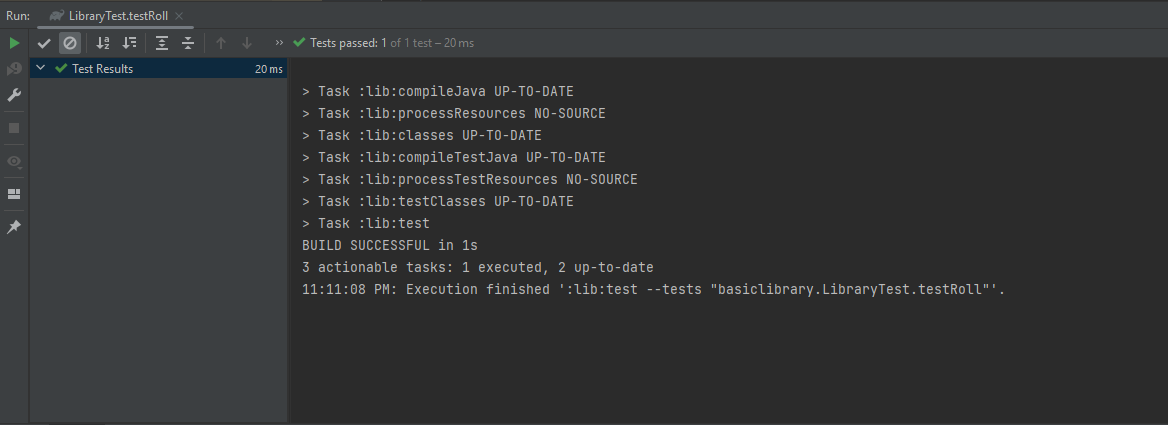 Run: LibraryTest.testRoll
Tests passed: 1 of 1 test – 20 ms
Test Results 20 ms
> Task :lib:compileJava UP-TO-DATE
> Task :lib:processResources NO-SOURCE
> Task :lib:classes UP-TO-DATE
> Task :lib:compileTestJava UP-TO-DATE
> Task :lib:processTestResources NO-SOURCE
> Task :lib:testClasses UP-TO-DATE
> Task :lib:test
BUILD SUCCESSFUL in 1s
3 actionable tasks: 1 executed, 2 up-to-date
11:11:08 PM: Execution finished ':lib:test --tests "basiclibrary.LibraryTest.testRoll"'.